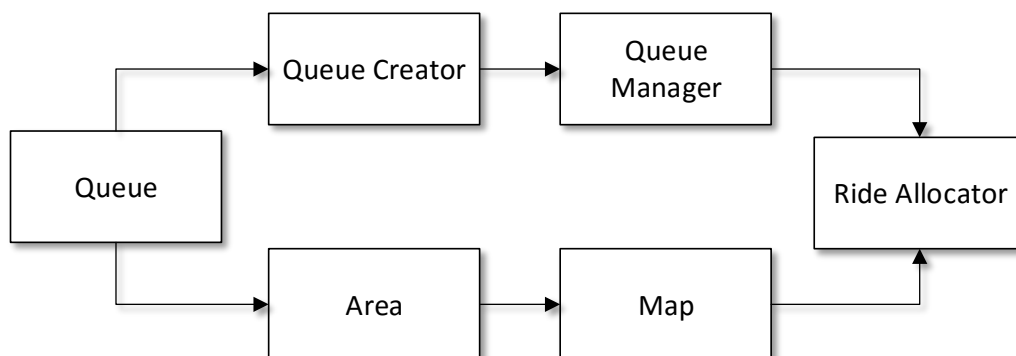 Queue Creator
Queue
Manager
Queue
Ride Allocator
Area
Map